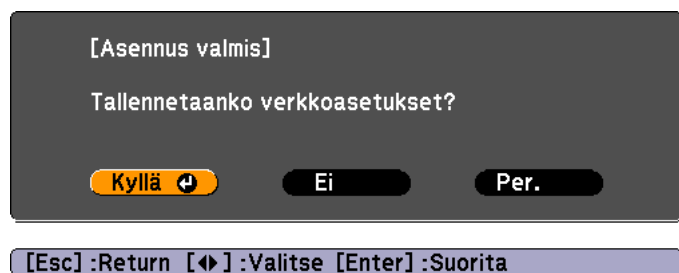 [Asennus valmis]
Tallennetaanko verkkoasetukset?
Kyllä Ei Per.
[Esc] :Return [◆] :Valitse [Enter] :Suorita